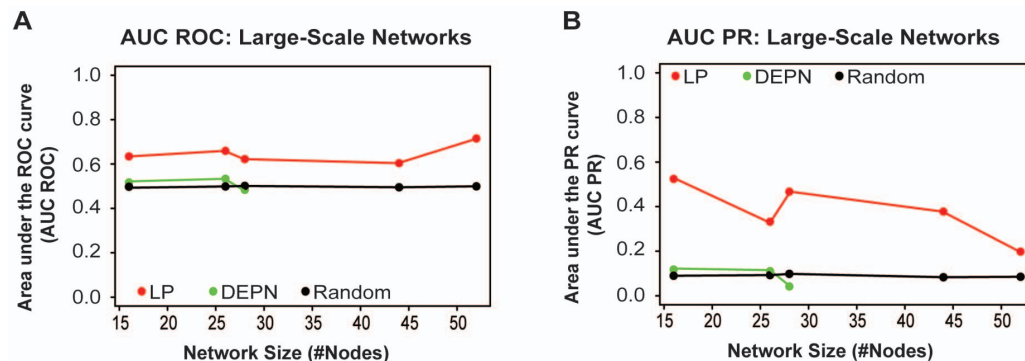 A
AUC ROC: Large-Scale Networks
Area under the ROC curve
(AUC ROC)
1.0
0.8
0.6
0.4
0.2
0.0
LP DEPN Random
15 20 25 30 35 40 45 50
Network Size (#Nodes)
B
AUC PR: Large-Scale Networks
Area under the PR curve
(AUC PR)
LP DEPN Random
1.0
0.8
0.6
0.4
0.2
0.0
15 20 25 30 35 40 45 50
Network Size (#Nodes)